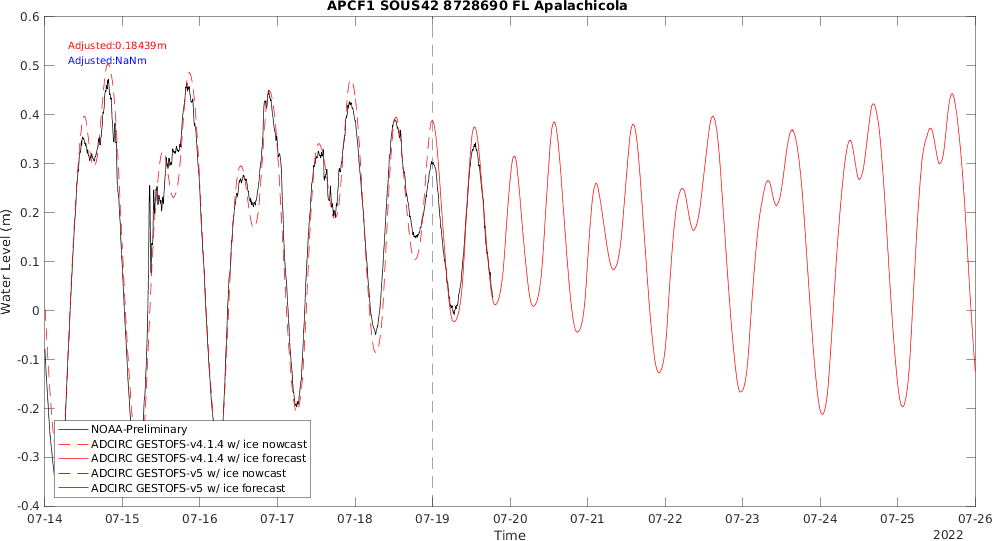 APCF1 SOUS42 8728690 FL Apalachicola
0.6
0.5
0.4
0.3
0.2
0.1
0
-0.1
-0.2
-0.3
-0.4
Water Level (m)
Adjusted:0.18439m
Adjusted:NaNm
NOAA-Preliminary
ADCIRC GESTOFS-v4.1.4 w/ ice nowcast
ADCIRC GESTOFS-v4.1.4 w/ ice forecast
ADCIRC GESTOFS-v5 w/ ice nowcast
ADCIRC GESTOFS-v5 w/ ice forecast
07-14 07-15 07-16 07-17 07-18 07-19 07-20 07-21 07-22 07-23 07-24 07-25 07-26
Time
2022